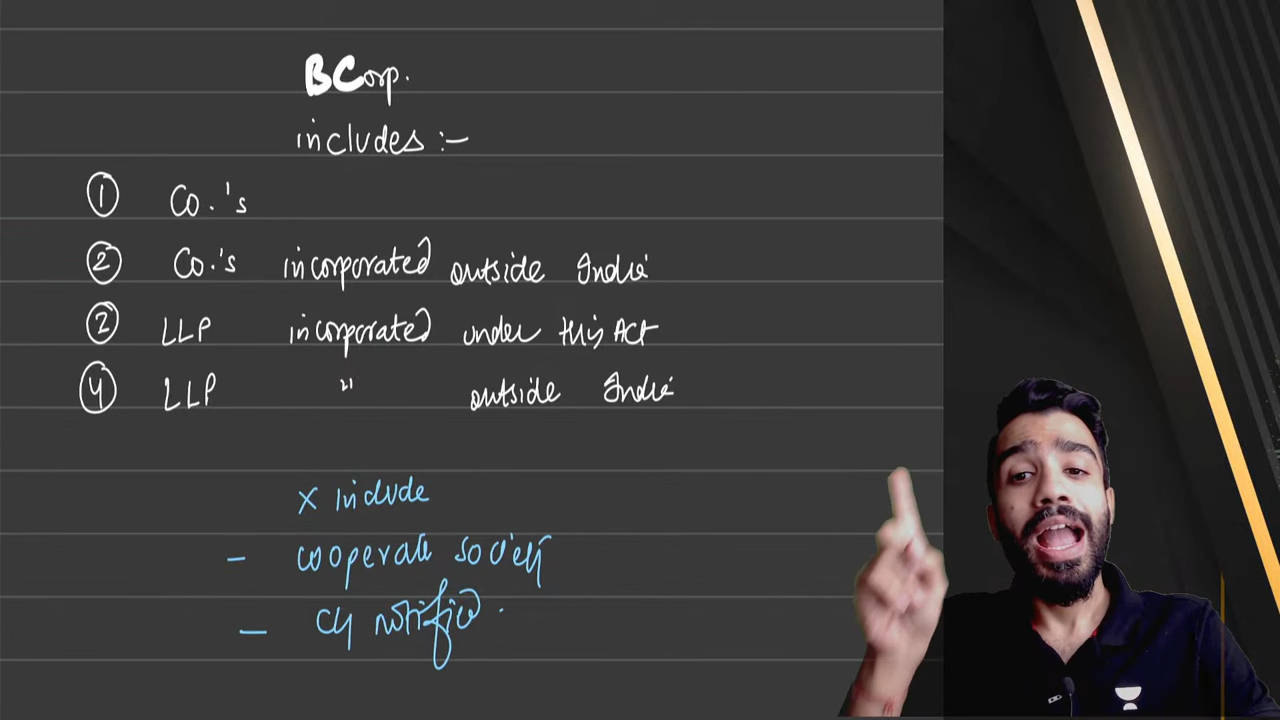 BCorp.
includes :-
① Co.'s
② Co.'s incorporated outside India
② LLP incorporated under this Act
④ LLP " outside India
x include
- cooperate society
- CG notified.